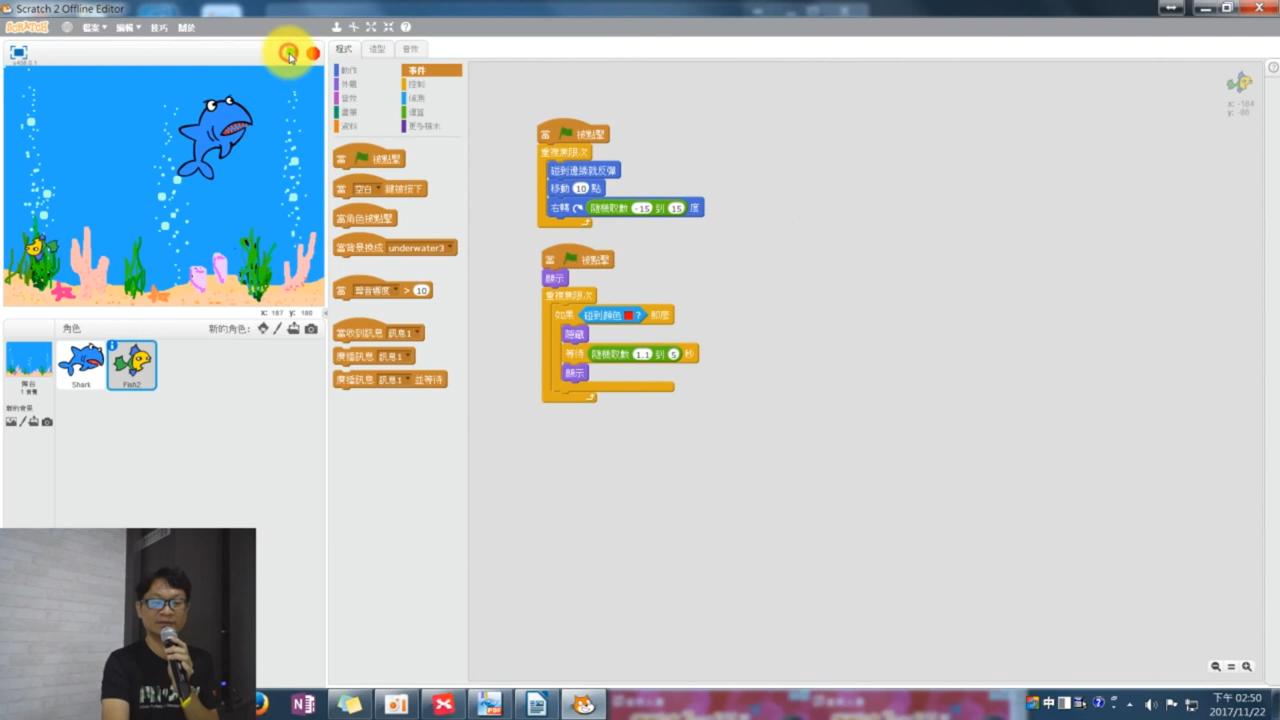 Scratch 2 Offline Editor
SCRATCH 檔案 編輯 技巧 關於
v456.0.1
程式 造型 音效
動作 事件
外觀 控制
音效 偵測
畫筆 運算
資料 更多積木
當 被點擊
當 空白 鍵被按下
當角色被點擊
當背景換成 underwater3
當 聲音響度 > 10
當收到訊息 訊息1
廣播訊息 訊息1
廣播訊息 訊息1 並等待
x: -184
y: -86
當 被點擊
重複無限次
碰到邊緣就反彈
移動 10 點
右轉 隨機取數 -15 到 15 度
當 被點擊
顯示
重複無限次
如果 碰到顏色 ? 那麼
隱藏
等待 隨機取數 1.1 到 5 秒
顯示
x: 187 y: 180
角色 新的角色:
舞台
1 背景
新的背景
Shark
Fish2
中
下午 02:50
2017/11/22